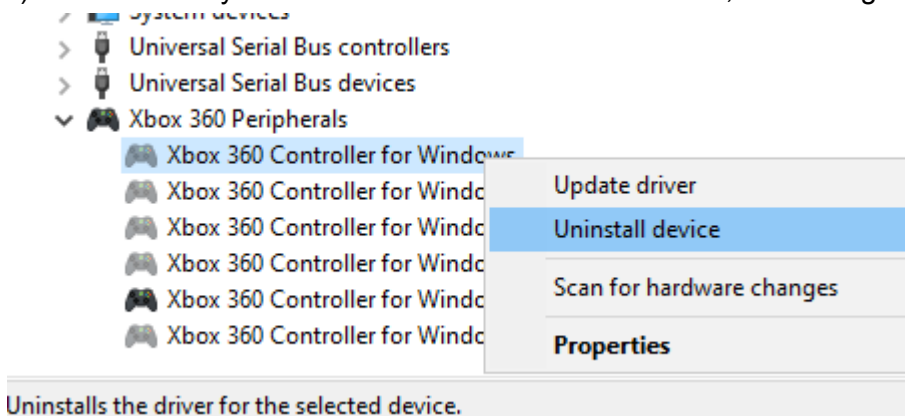 System devices
Universal Serial Bus controllers
Universal Serial Bus devices
Xbox 360 Peripherals
Xbox 360 Controller for Windows
Xbox 360 Controller for Windo
Xbox 360 Controller for Windo
Xbox 360 Controller for Windo
Xbox 360 Controller for Windo
Xbox 360 Controller for Windo
Update driver
Uninstall device
Scan for hardware changes
Properties
Uninstalls the driver for the selected device.